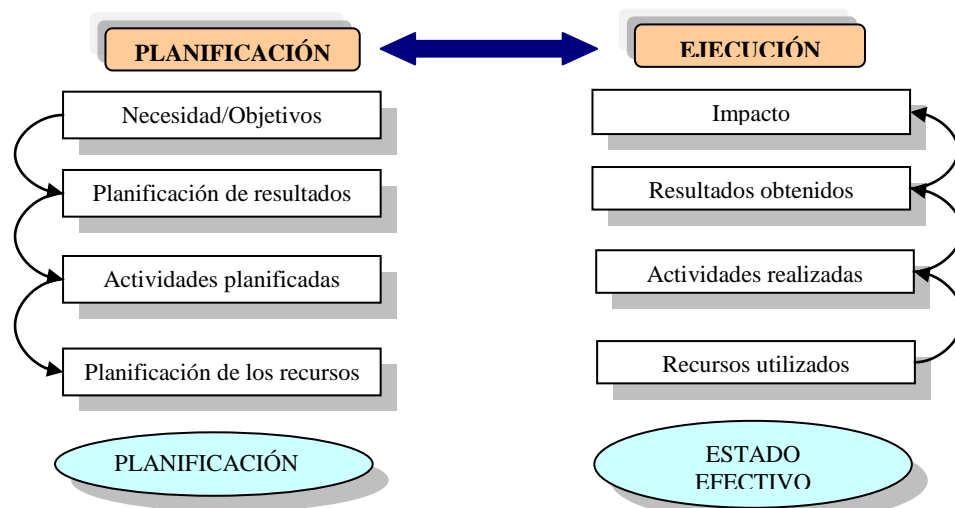 PLANIFICACIÓN
EJECUCIÓN
Necesidad/Objetivos
Impacto
Planificación de resultados
Resultados obtenidos
Actividades planificadas
Actividades realizadas
Planificación de los recursos
Recursos utilizados
PLANIFICACIÓN
ESTADO
EFECTIVO